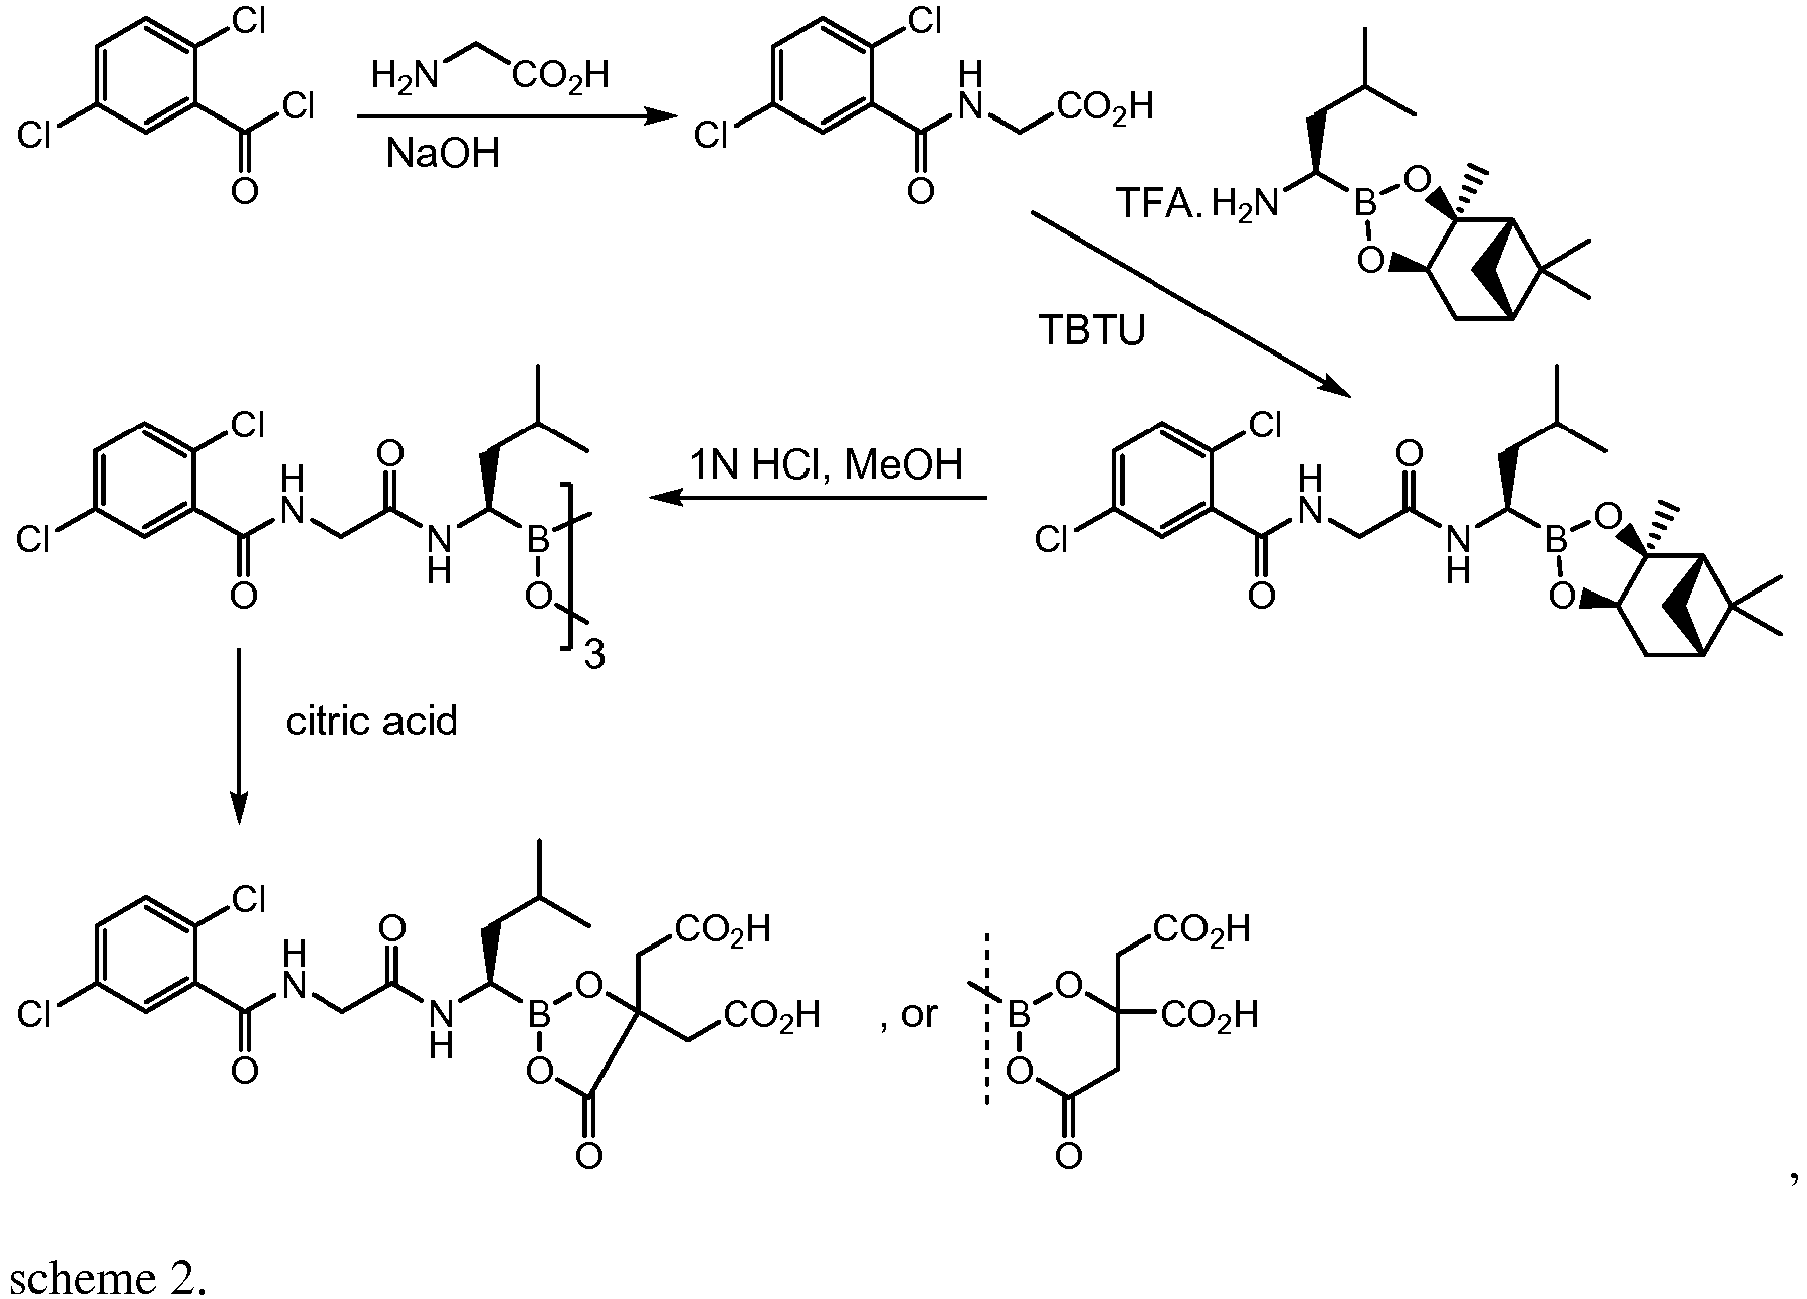 Cl
Cl
Cl
O
H₂N CO₂H
NaOH
Cl
Cl
H
N
O
CO₂H
TFA. H₂N
B
O
O
TBTU
Cl
Cl
O
H
N
O
N
H
B
O
O
1N HCl, MeOH
Cl
Cl
O
H
N
O
N
H
B
O
3
citric acid
Cl
Cl
O
H
N
O
N
H
B
O
O
O
CO₂H
CO₂H
, or
B
O
O
O
CO₂H
CO₂H
,
scheme 2.